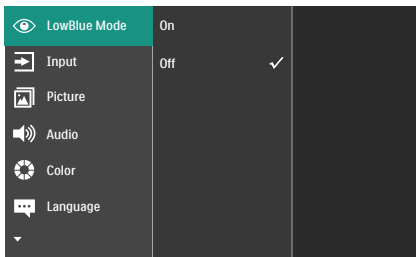 LowBlue Mode
On
Input
Off
Picture
Audio
Color
Language